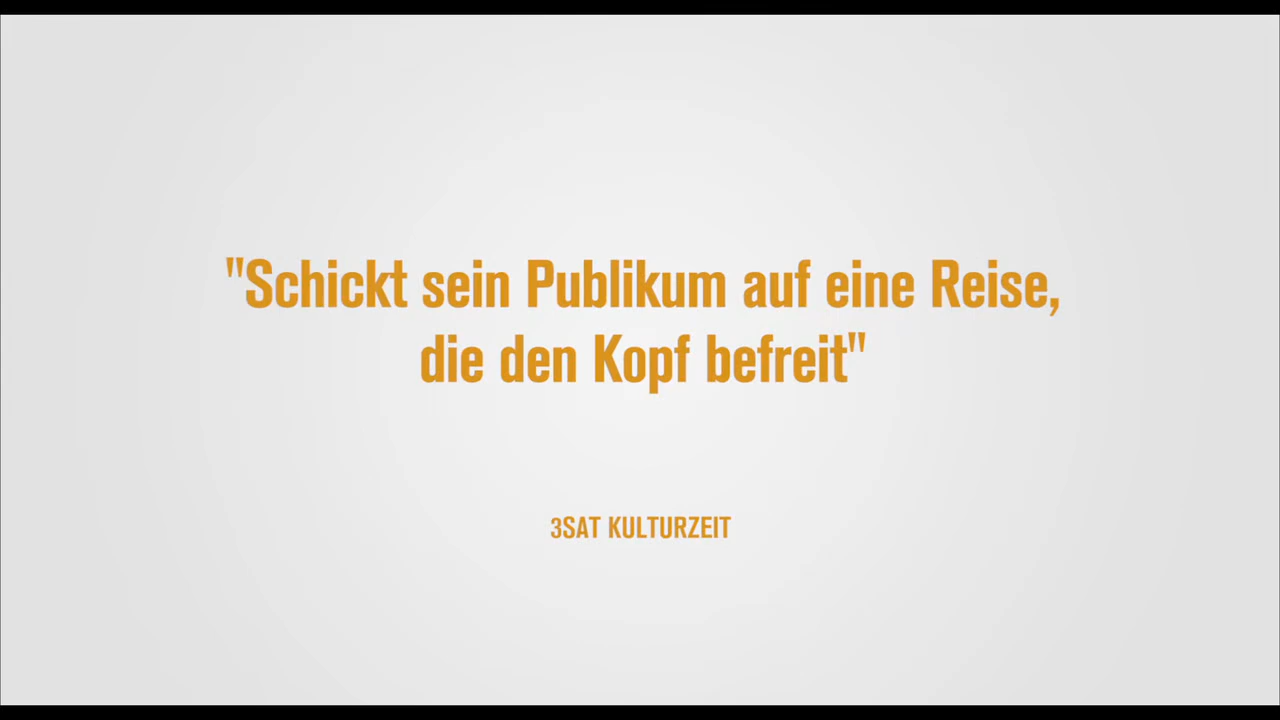 "Schickt sein Publikum auf eine Reise,
die den Kopf befreit"
3SAT KULTURZEIT